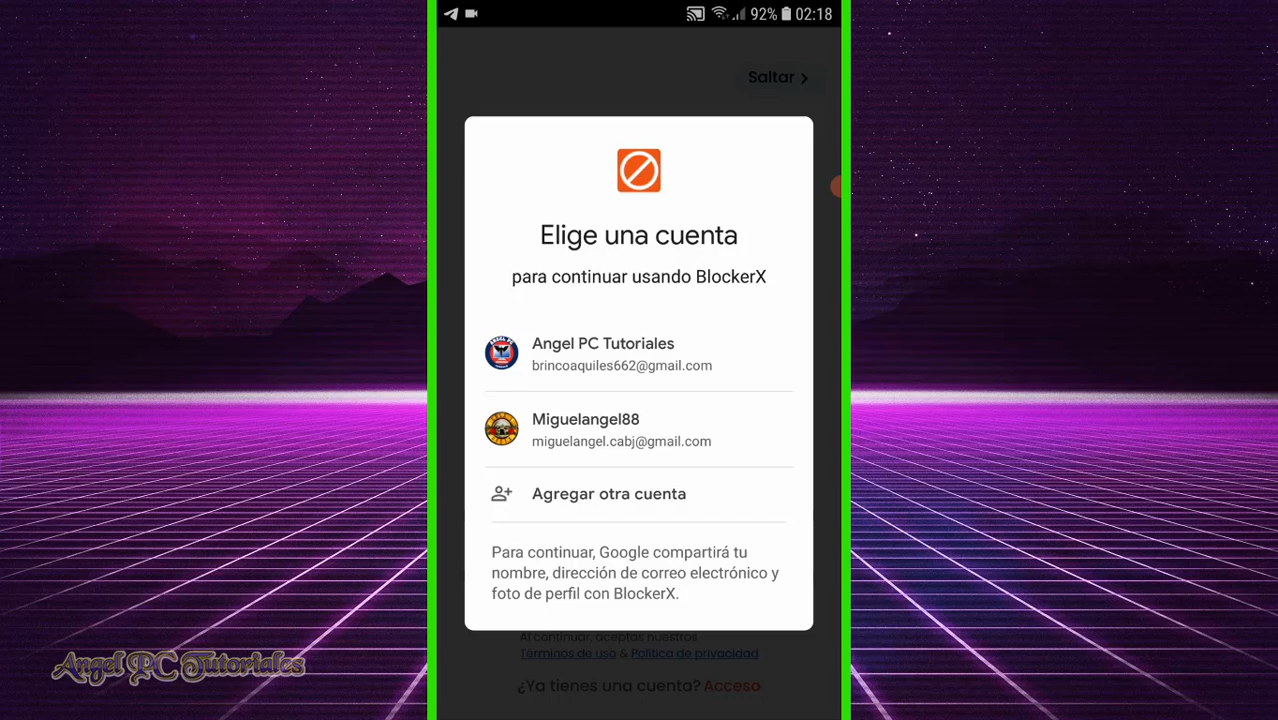 92% 02:18
Saltar >
Elige una cuenta
para continuar usando BlockerX
Angel PC Tutoriales
brincoaquiles662@gmail.com
Miguelangel88
miguelangel.cabj@gmail.com
Agregar otra cuenta
Para continuar, Google compartirá tu
nombre, dirección de correo electrónico y
foto de perfil con BlockerX.
Al continuar, aceptas nuestros
Términos de uso & Política de privacidad
¿Ya tienes una cuenta? Acceso
Angel PC Tutoriales